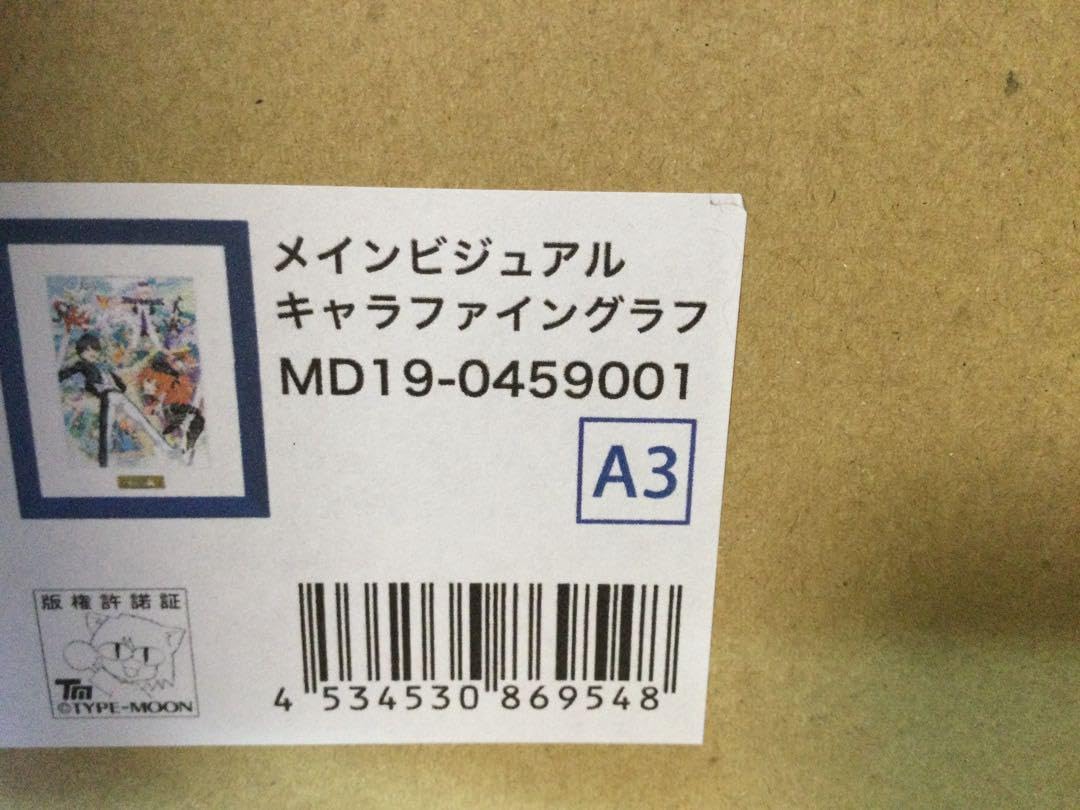 メインビジュアル
キャラファイングラフ
MD19-0459001
A3
版権許諾証
TM
©TYPE-MOON
4 534530 869548